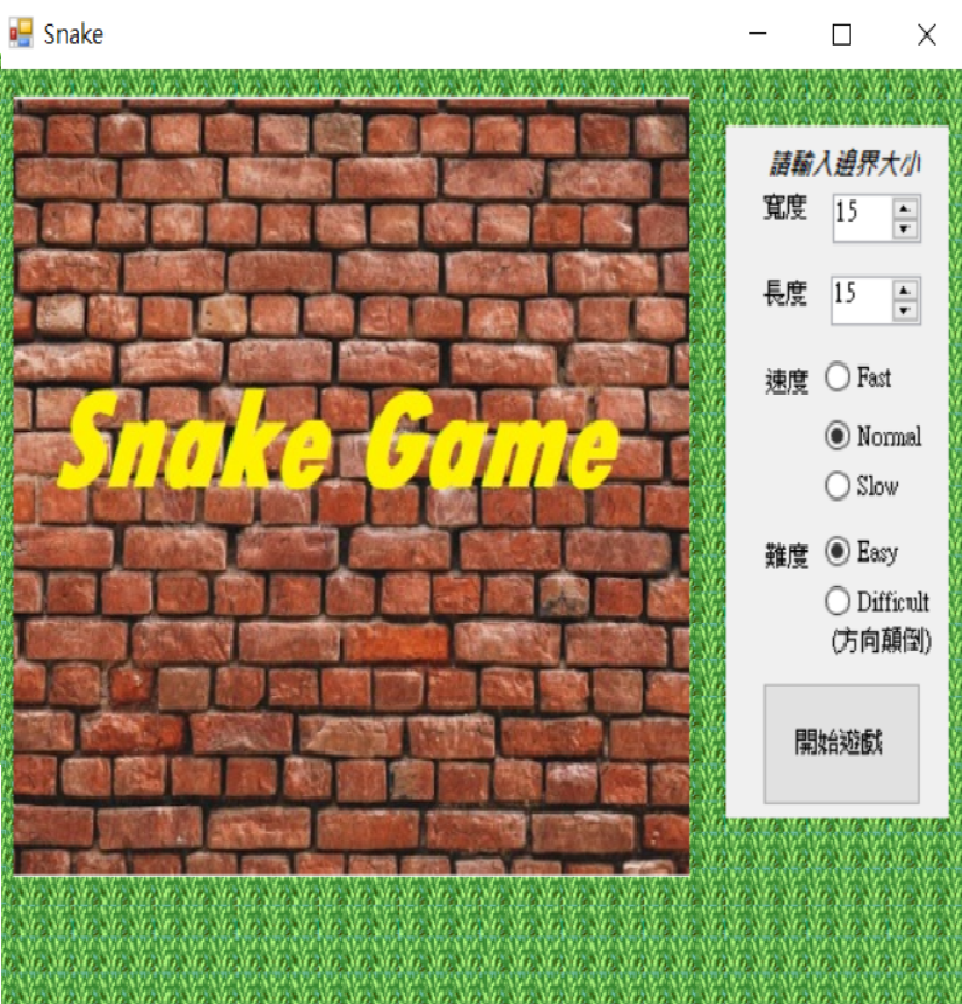 Snake
Snake Game
請輸入邊界大小
寬度 15
長度 15
速度 Fast
Normal
Slow
難度 Easy
Difficult
(方向顛倒)
開始遊戲